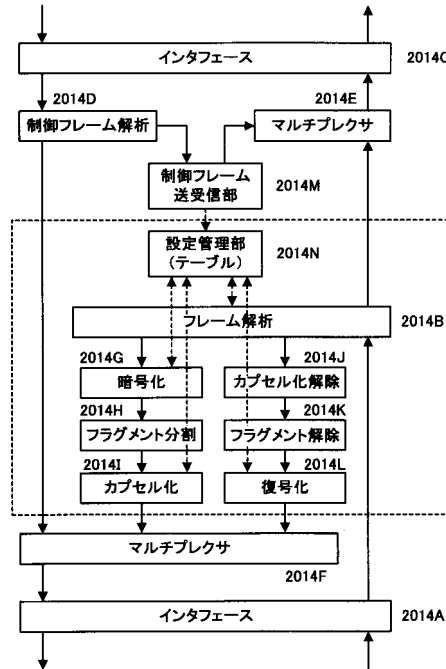 インタフェース
2014C
2014D
2014E
制御フレーム解析
マルチプレクサ
制御フレーム
送受信部
2014M
設定管理部
(テーブル)
2014N
フレーム解析
2014B
2014G
2014J
暗号化
カプセル化解除
2014H
2014K
フラグメント分割
フラグメント解除
2014I
2014L
カプセル化
復号化
マルチプレクサ
2014F
インタフェース
2014A